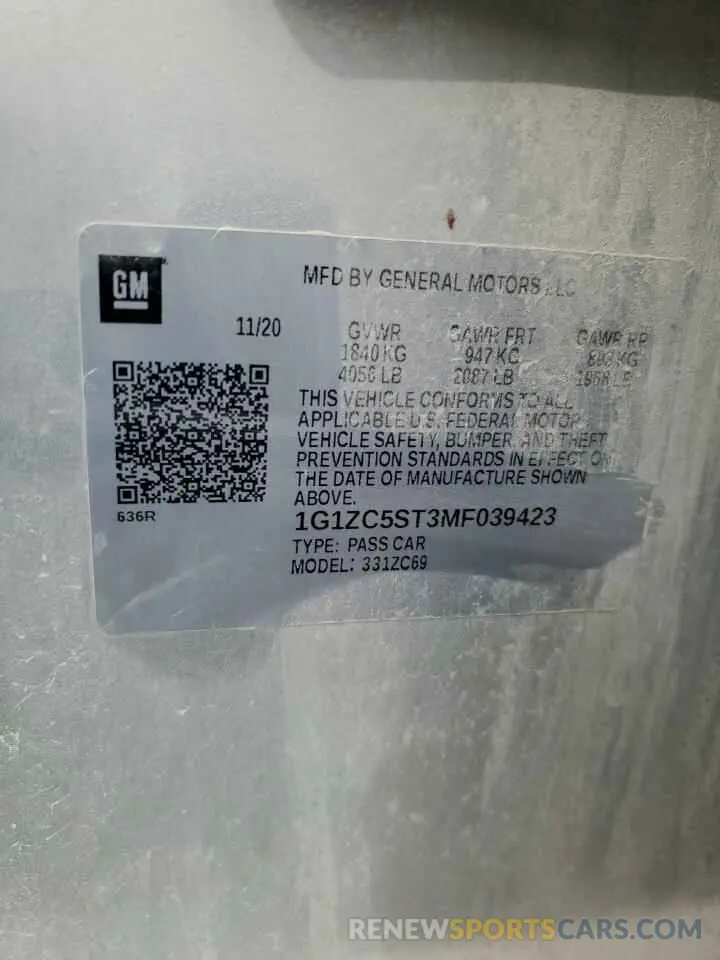 GM
MFD BY GENERAL MOTORS LLC
11/20
GVWR GAWR FRT GAWR RR
1840 KG 947 KG KG
4056 LB 2087 LB LB
THIS VEHICLE CONFORMS TO ALL
APPLICABLE U.S. FEDERAL MOTOR
VEHICLE SAFETY, BUMPER, AND THEFT
PREVENTION STANDARDS IN EFFECT ON
THE DATE OF MANUFACTURE SHOWN
ABOVE.
636R
1G1ZC5ST3MF039423
TYPE: PASS CAR
MODEL: 331ZC69
RENEWSPORTSCARS.COM